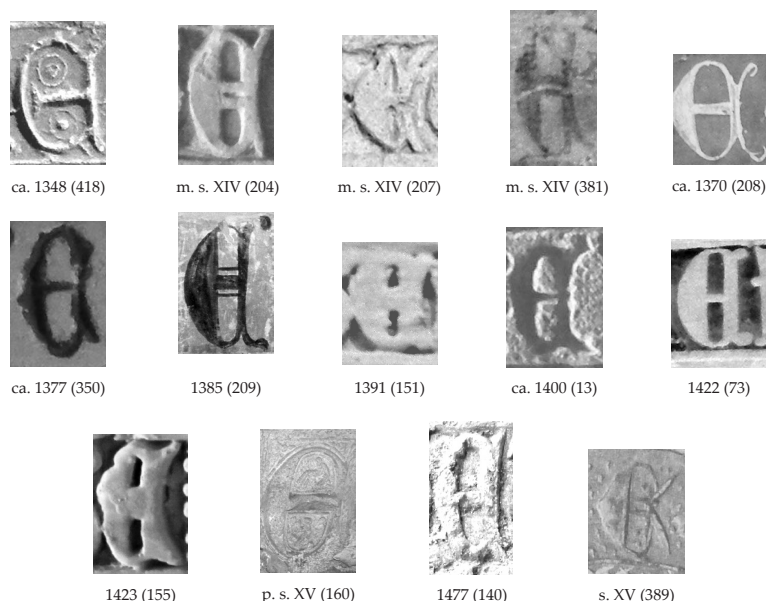 ca. 1348 (418) m. s. XIV (204) m. s. XIV (207) m. s. XIV (381) ca. 1370 (208)
ca. 1377 (350) 1385 (209) 1391 (151) ca. 1400 (13) 1422 (73)
1423 (155) p. s. XV (160) 1477 (140) s. XV (389)